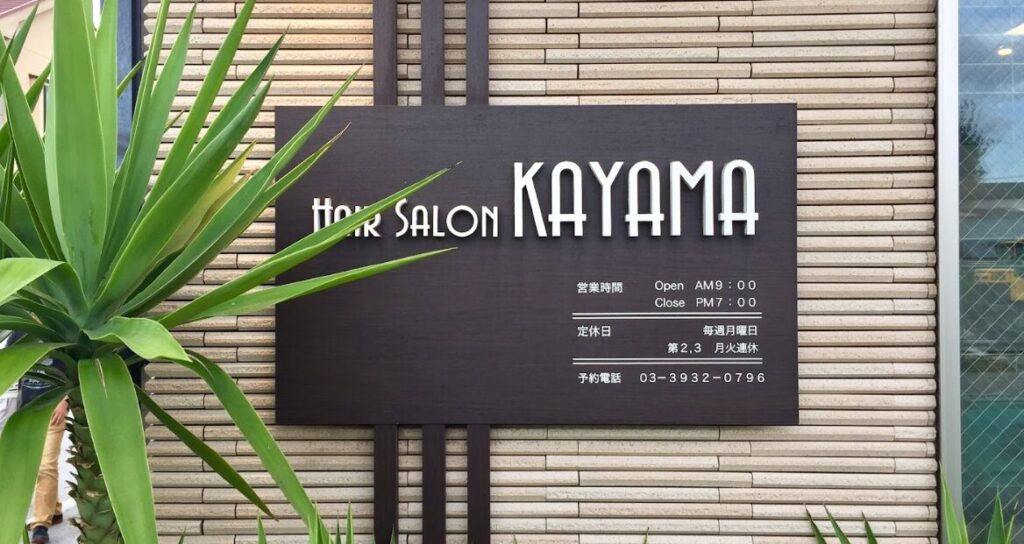 Hair Salon KAYAMA
営業時間 Open AM9:00
Close PM7:00
定休日 毎週月曜日
第2,3 月火連休
予約電話 03-3932-0796